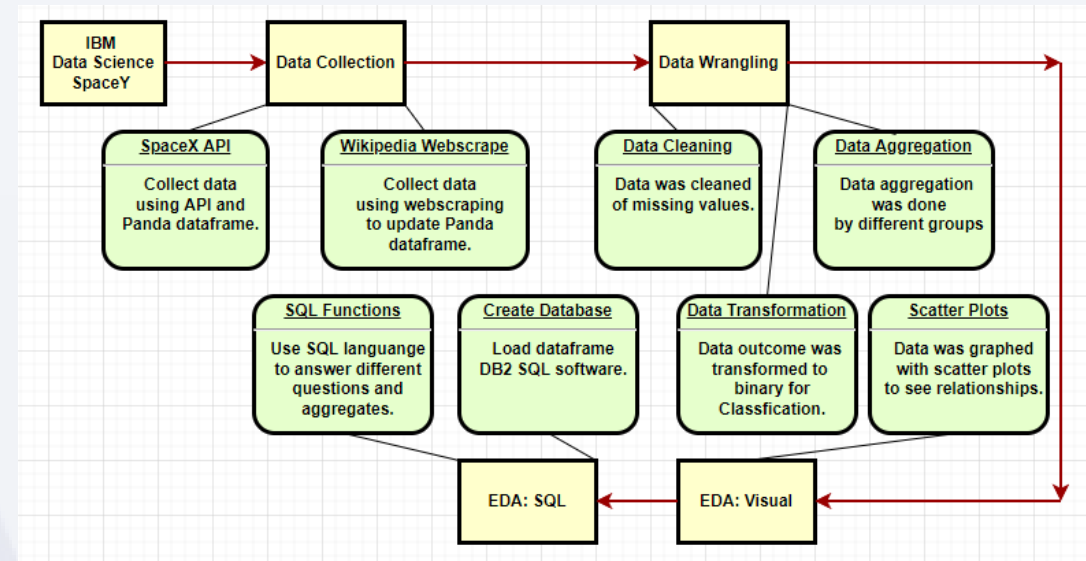 IBM
Data Science
SpaceY
Data Collection
Data Wrangling
SpaceX API
Collect data
using API and
Panda dataframe.
Wikipedia Webscrape
Collect data
using webscraping
to update Panda
dataframe.
Data Cleaning
Data was cleaned
of missing values.
Data Aggregation
Data aggregation
was done
by different groups
SQL Functions
Use SQL languange
to answer different
questions and
aggregates.
Create Database
Load dataframe
DB2 SQL software.
Data Transformation
Data outcome was
transformed to
binary for
Classfication.
Scatter Plots
Data was graphed
with scatter plots
to see relationships.
EDA: SQL
EDA: Visual